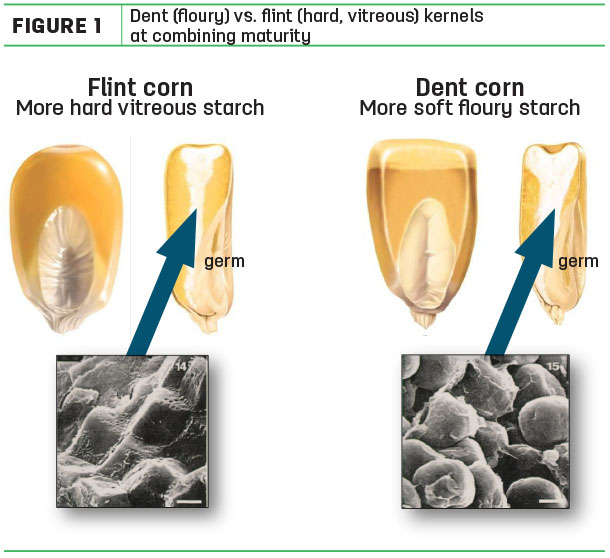 FIGURE 1
Dent (floury) vs. flint (hard, vitreous) kernels
at combining maturity
Flint corn
More hard vitreous starch
germ
14
Dent corn
More soft floury starch
germ
15